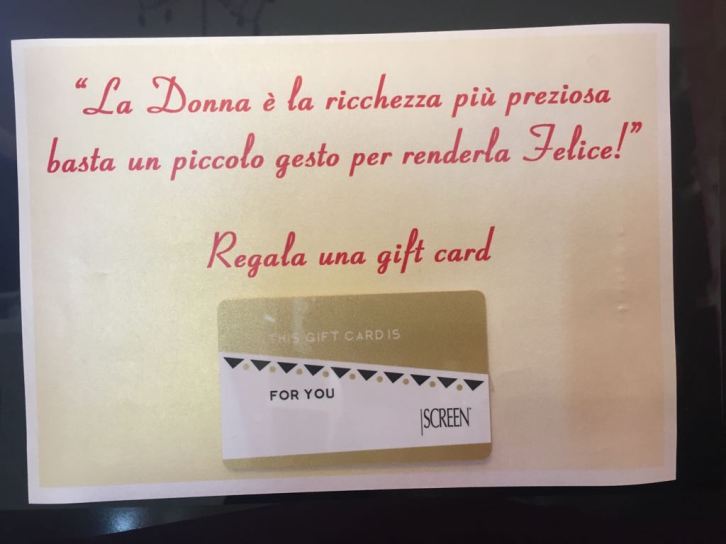 “La Donna è la ricchezza più preziosa
basta un piccolo gesto per renderla Felice!”
Regala una gift card
THIS GIFT CARD IS
FOR YOU
SCREEN